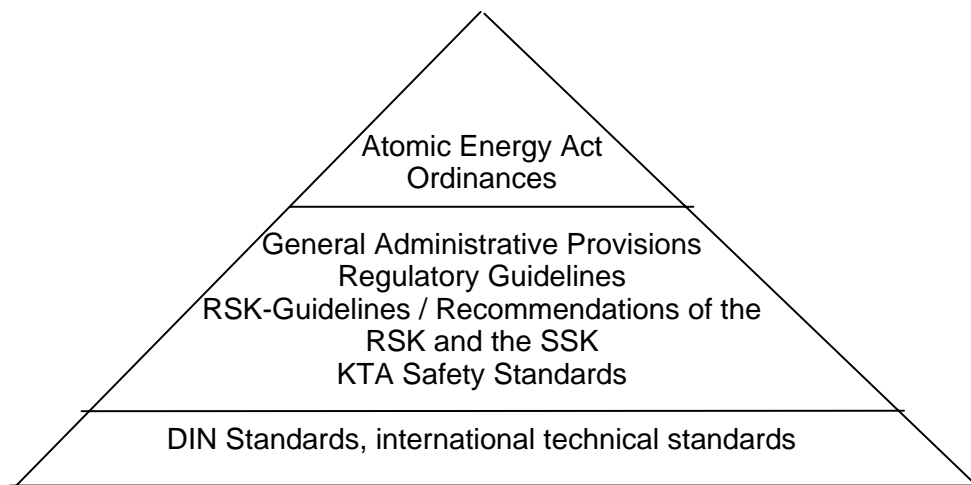 Atomic Energy Act
Ordinances
General Administrative Provisions
Regulatory Guidelines
RSK-Guidelines / Recommendations of the
RSK and the SSK
KTA Safety Standards
DIN Standards, international technical standards